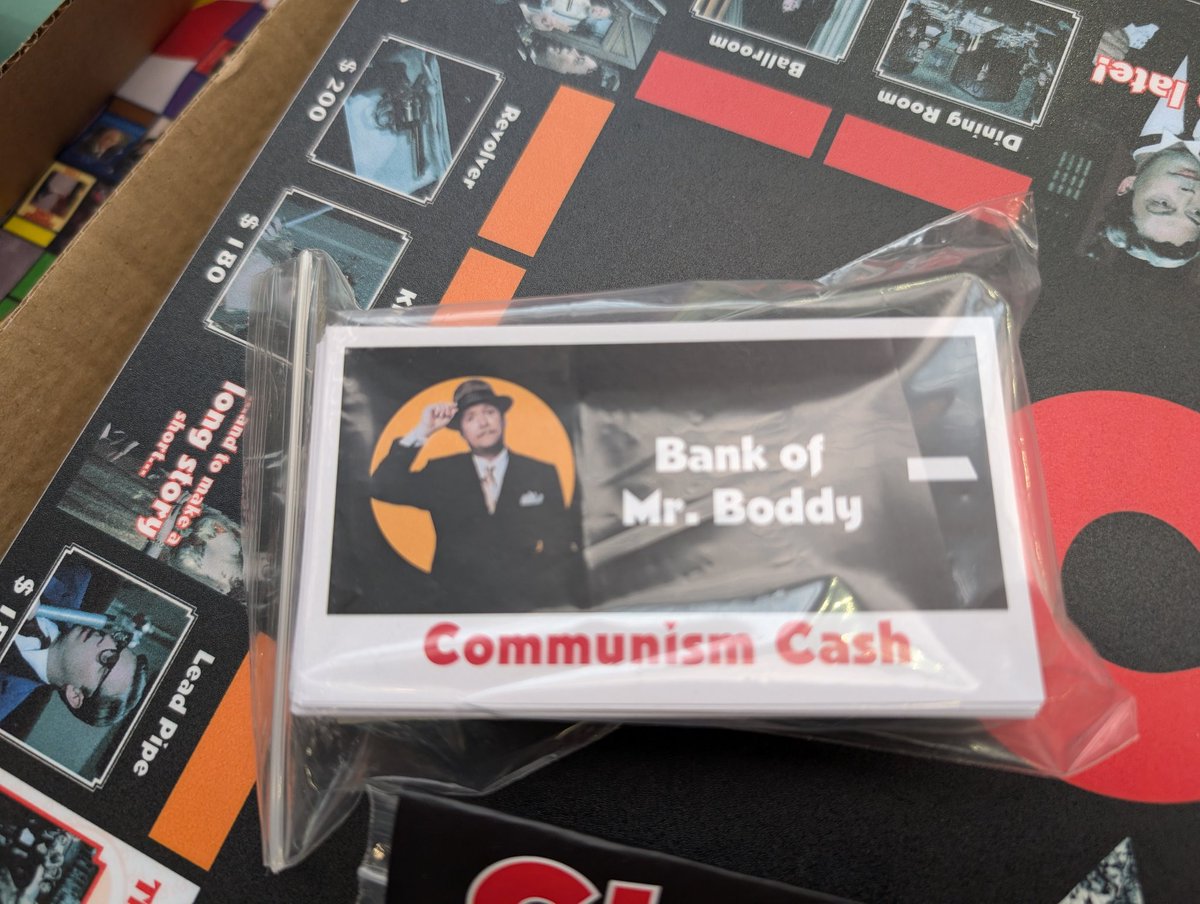 Ballroom
Dining Room
late!
$ 200
Revolver
$ 180
...and to make a
long story
short...
Lead Pipe
Bank of
Mr. Boddy
Communism Cash